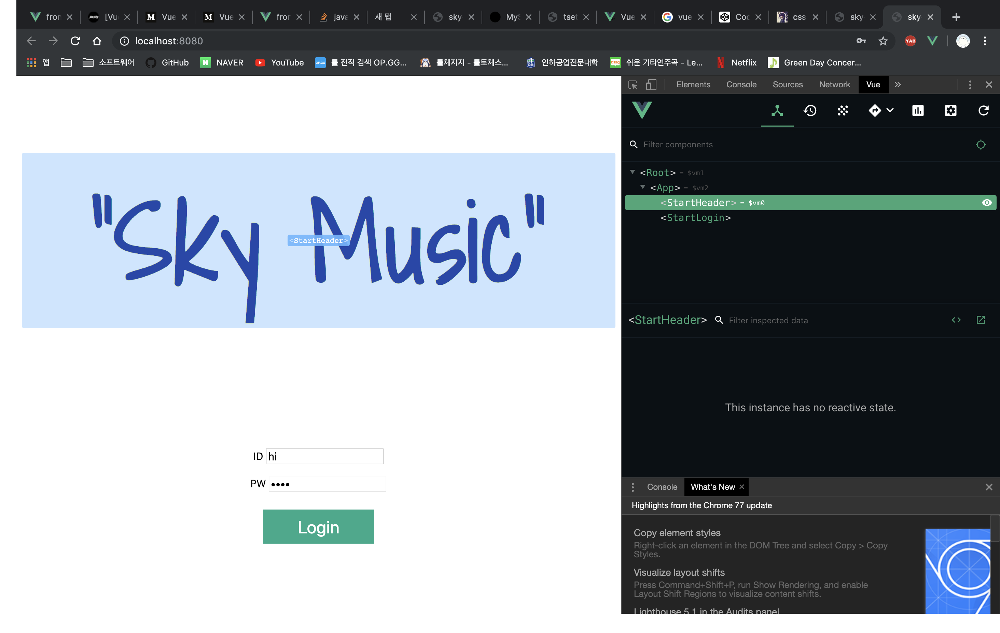 fron [Vu Vue Vue fror java 새 탭 sky MyS tset Vue vue Coc css sky sky
localhost:8080 YAB
앱 소프트웨어 GitHub N NAVER YouTube OP.GG 롤 전적 검색 OP.GG... 롤체지지 - 롤토체스... 1958 인하공업전문대학 blog 쉬운 기타연주곡 - Le... Netflix Green Day Concer...
Elements Console Sources Network Vue
Filter components
<Root> = $vm1
<App> = $vm2
<StartHeader> = $vm0
<StartLogin>
"Sky Music"
<StartHeader>
<StartHeader> Filter inspected data
This instance has no reactive state.
ID hi
PW ••••
Login
Console What's New
Highlights from the Chrome 77 update
Copy element styles
Right-click an element in the DOM Tree and select Copy > Copy
Styles.
Visualize layout shifts
Press Command+Shift+P, run Show Rendering, and enable
Layout Shift Regions to visualize content shifts.
Lighthouse 5.1 in the Audits panel